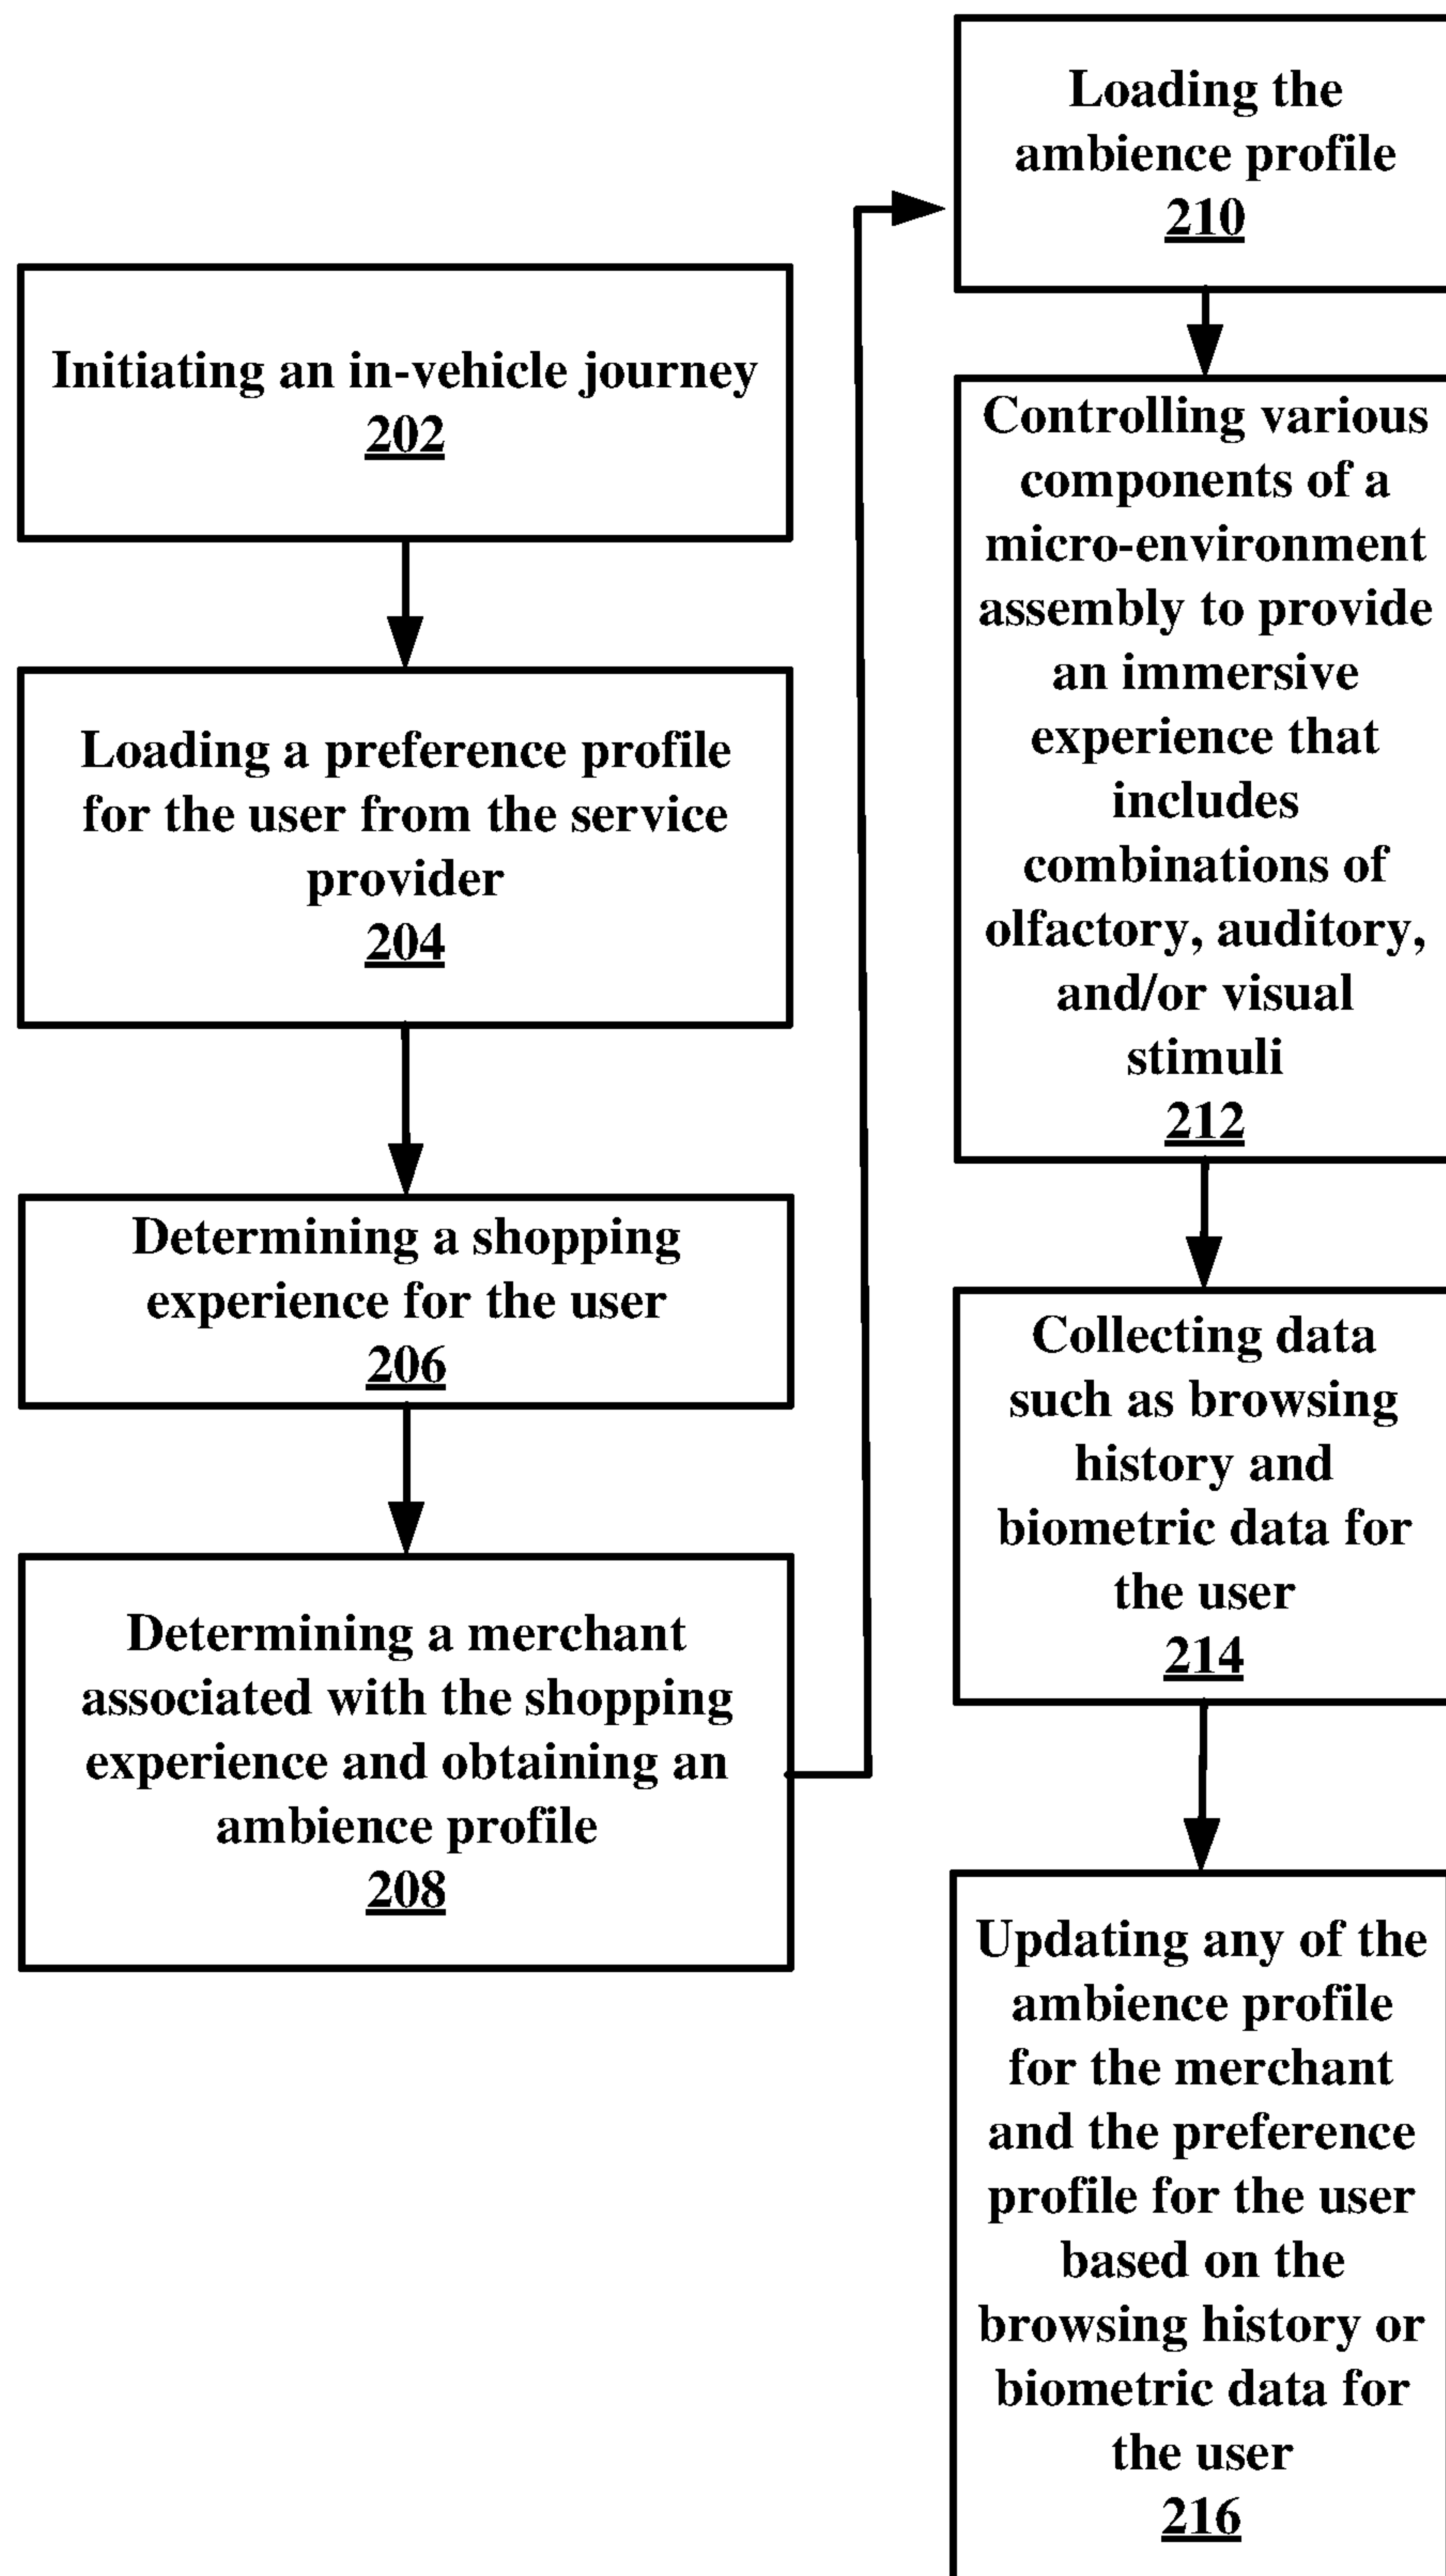 Initiating an in-vehicle journey
202
Loading a preference profile
for the user from the service
provider
204
Determining a shopping
experience for the user
206
Determining a merchant
associated with the shopping
experience and obtaining an
ambience profile
208
Loading the
ambience profile
210
Controlling various
components of a
micro-environment
assembly to provide
an immersive
experience that
includes
combinations of
olfactory, auditory,
and/or visual
stimuli
212
Collecting data
such as browsing
history and
biometric data for
the user
214
Updating any of the
ambience profile
for the merchant
and the preference
profile for the user
based on the
browsing history or
biometric data for
the user
216